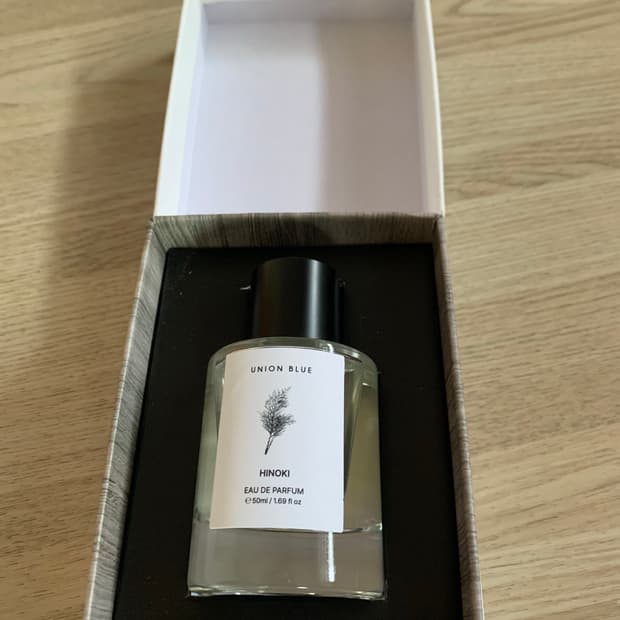 UNION BLUE
HINOKI
EAU DE PARFUM
℮50ml / 1.69 fl oz